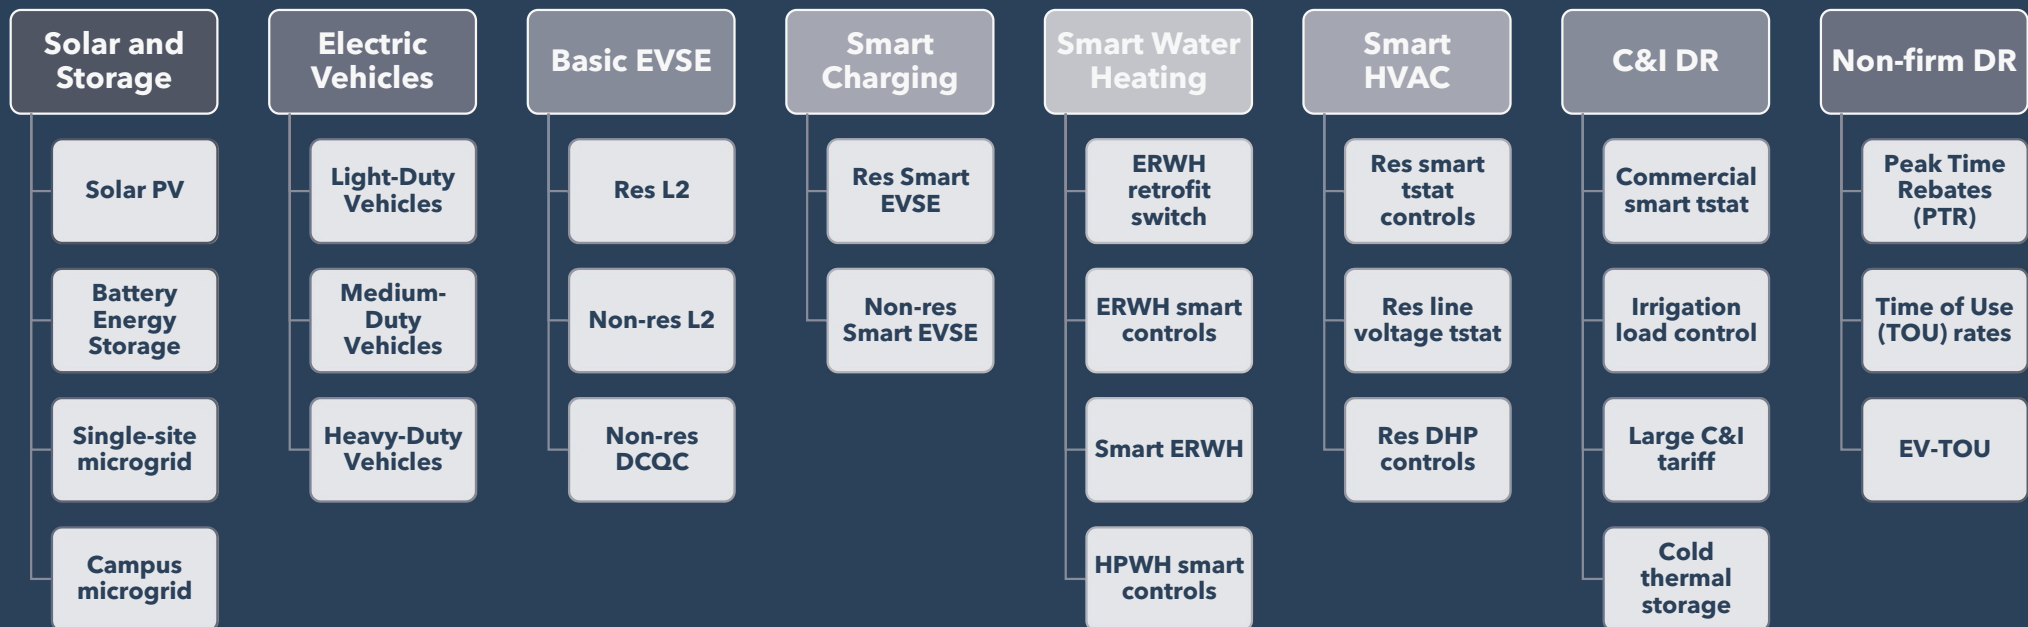 Solar and
Storage
Solar PV
Battery
Energy
Storage
Single-site
microgrid
Campus
microgrid
Electric
Vehicles
Light-Duty
Vehicles
Medium-
Duty
Vehicles
Heavy-Duty
Vehicles
Basic EVSE
Res L2
Non-res L2
Non-res
DCQC
Smart
Charging
Res Smart
EVSE
Non-res
Smart EVSE
Smart Water
Heating
ERWH
retrofit
switch
ERWH smart
controls
Smart ERWH
HPWH smart
controls
Smart
HVAC
Res smart
tstat
controls
Res line
voltage tstat
Res DHP
controls
C&I DR
Commercial
smart tstat
Irrigation
load control
Large C&I
tariff
Cold
thermal
storage
Non-firm DR
Peak Time
Rebates
(PTR)
Time of Use
(TOU) rates
EV-TOU